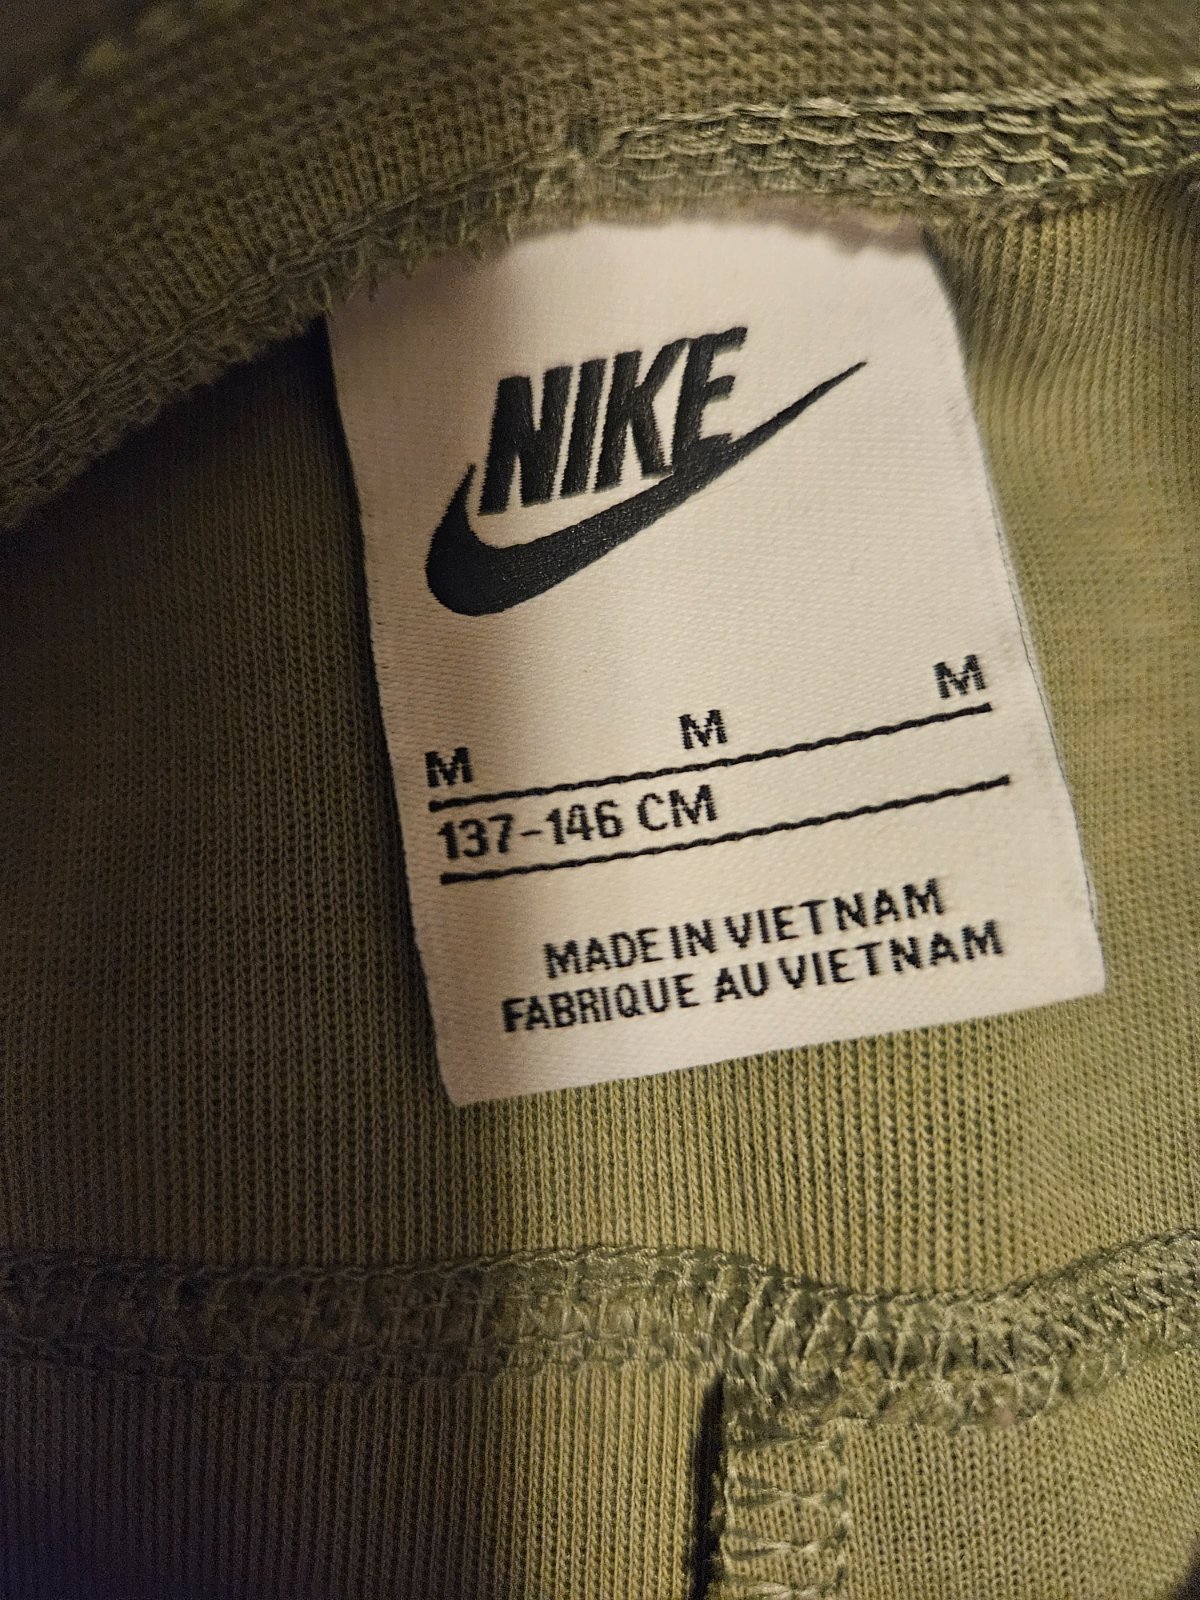 NIKE
M M M
137-146 CM
MADE IN VIETNAM
FABRIQUE AU VIETNAM